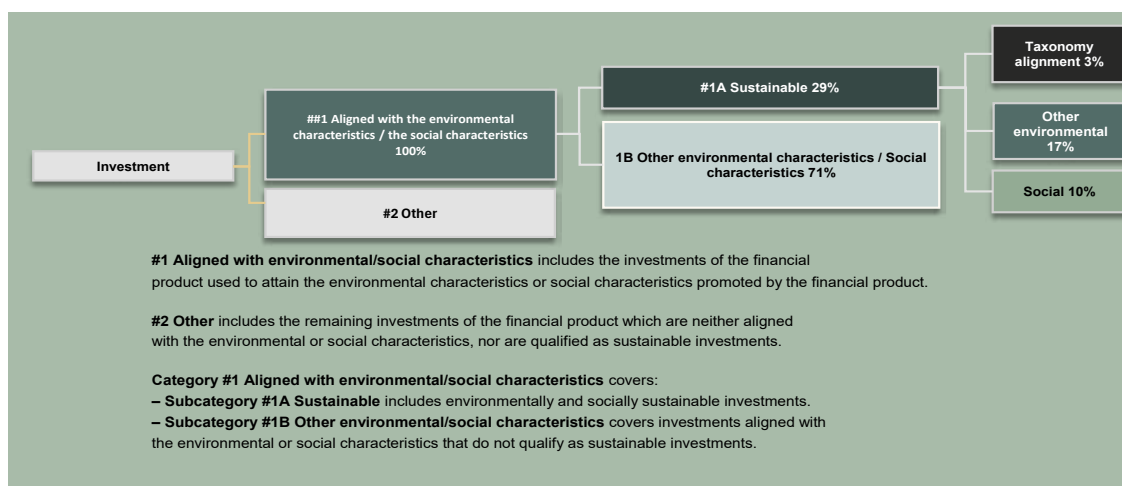 Investment
##1 Aligned with the environmental
characteristics / the social characteristics
100%
#2 Other
#1A Sustainable 29%
1B Other environmental characteristics / Social
characteristics 71%
Taxonomy
alignment 3%
Other
environmental
17%
Social 10%
#1 Aligned with environmental/social characteristics includes the investments of the financial
product used to attain the environmental characteristics or social characteristics promoted by the financial product.
#2 Other includes the remaining investments of the financial product which are neither aligned
with the environmental or social characteristics, nor are qualified as sustainable investments.
Category #1 Aligned with environmental/social characteristics covers:
– Subcategory #1A Sustainable includes environmentally and socially sustainable investments.
– Subcategory #1B Other environmental/social characteristics covers investments aligned with
the environmental or social characteristics that do not qualify as sustainable investments.